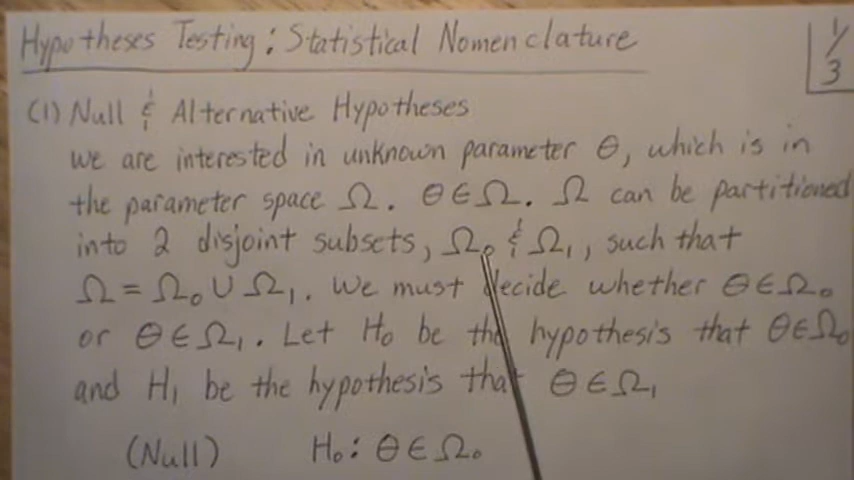 Hypotheses Testing: Statistical Nomenclature
1/3
(1) Null & Alternative Hypotheses
we are interested in unknown parameter θ, which is in
the parameter space Ω. θ∈Ω. Ω can be partitioned
into 2 disjoint subsets, Ω₀ & Ω₁, such that
Ω = Ω₀ ∪ Ω₁. We must decide whether θ∈Ω₀
or θ∈Ω₁. Let H₀ be the hypothesis that θ∈Ω₀
and H₁ be the hypothesis that θ∈Ω₁
(Null) H₀: θ∈Ω₀